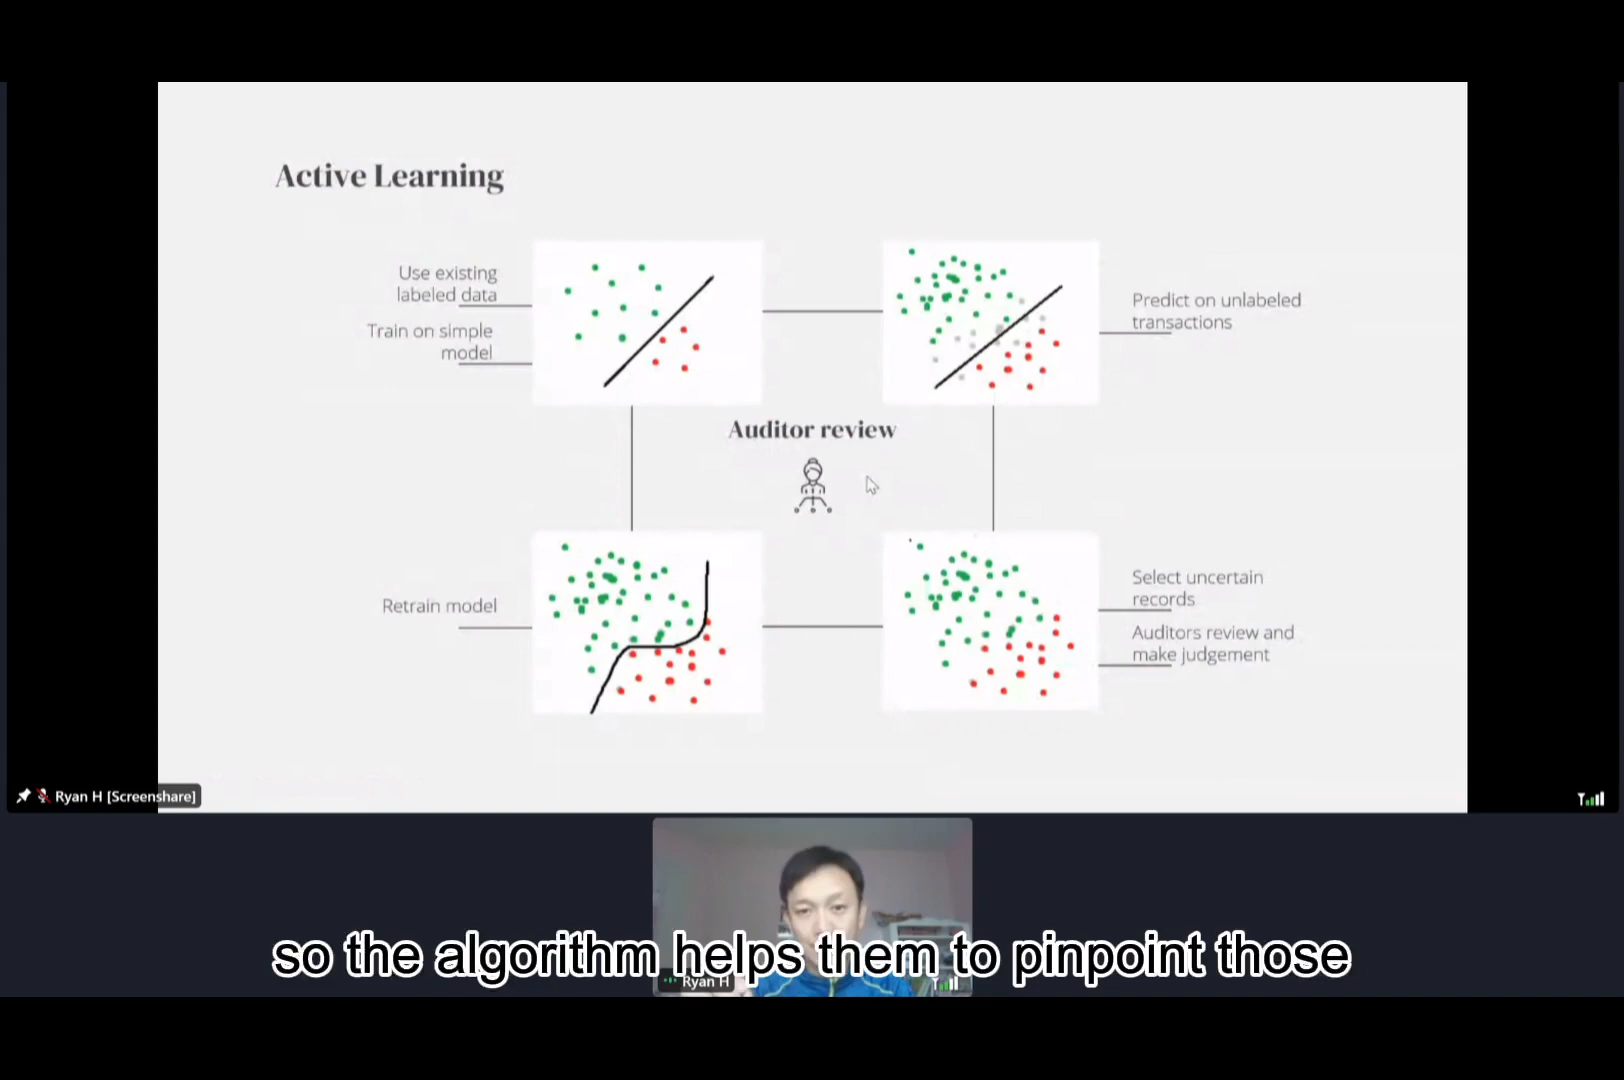 Active Learning
Use existing
labeled data
Train on simple
model
Predict on unlabeled
transactions
Auditor review
Retrain model
Select uncertain
records
Auditors review and
make judgement
Ryan H [Screenshare]
so the algorithm helps them to pinpoint those
Ryan H